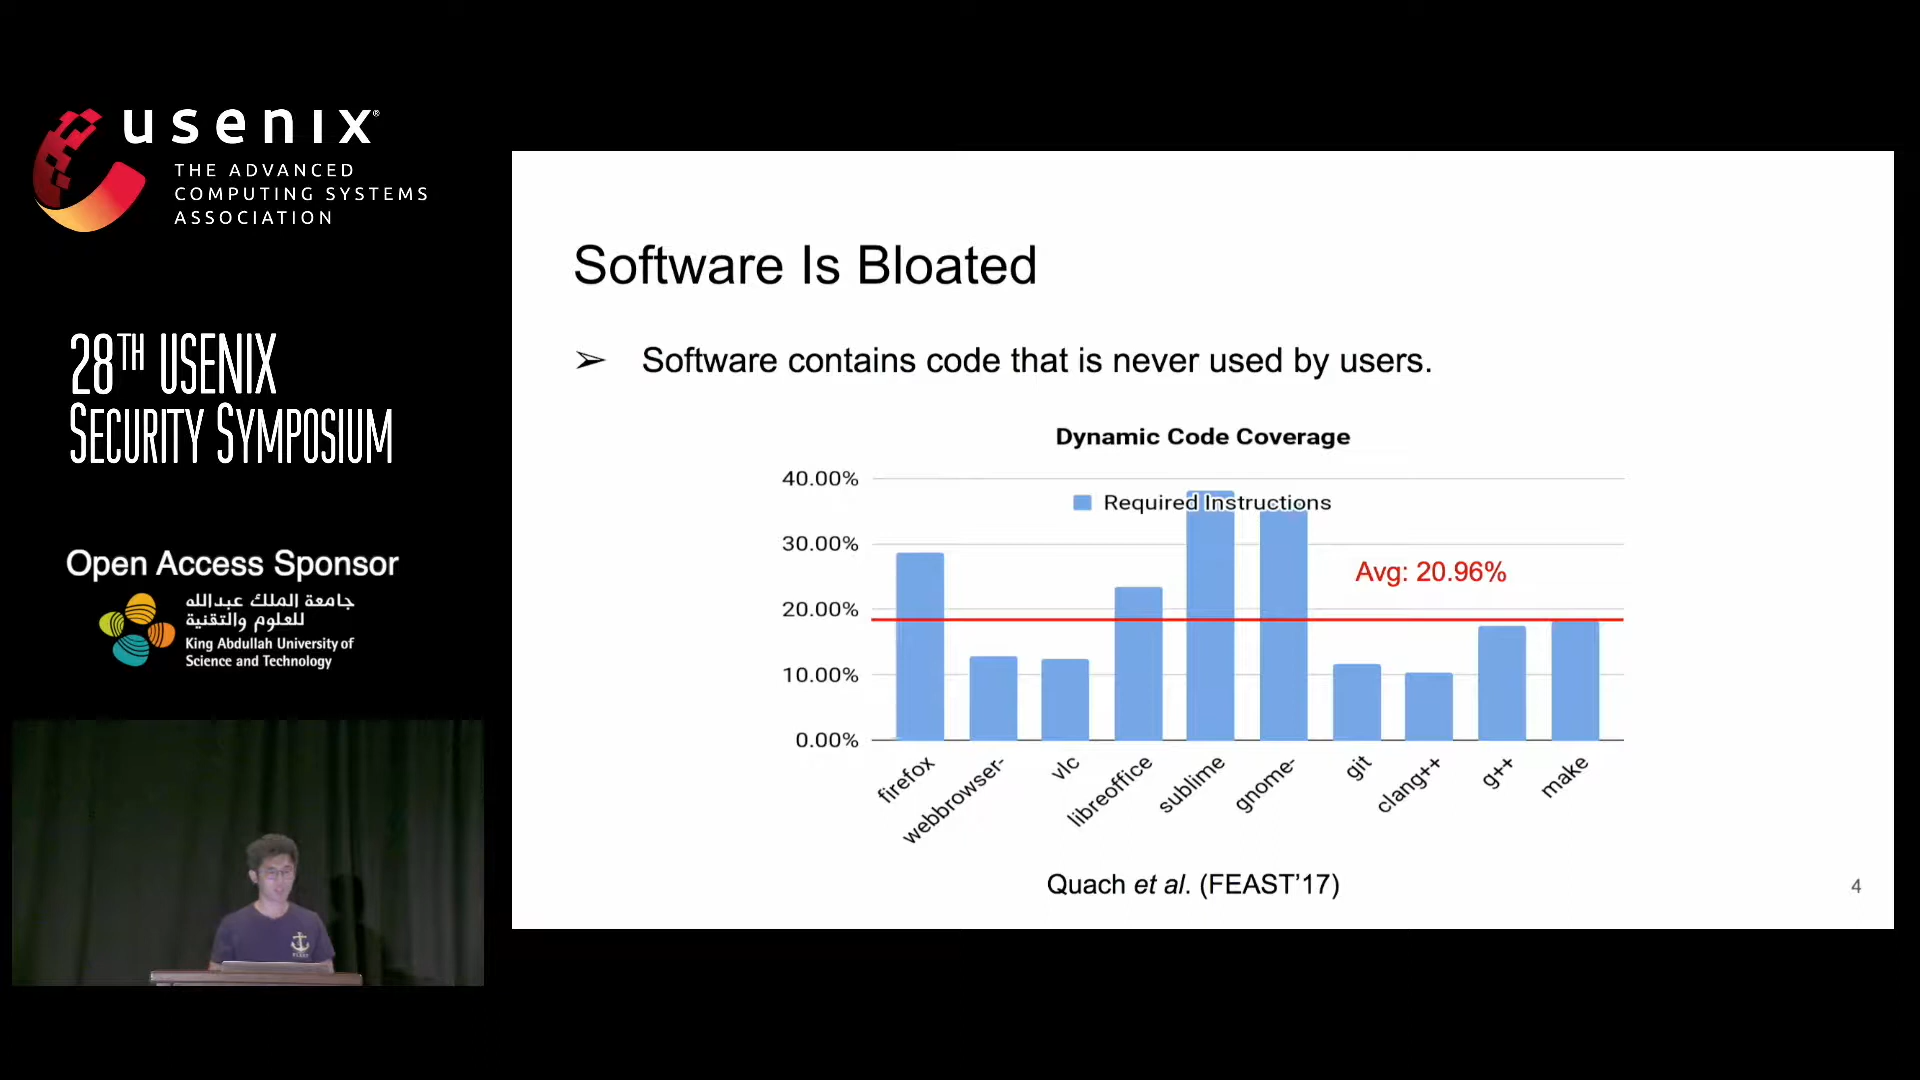 usenix®
THE ADVANCED
COMPUTING SYSTEMS
ASSOCIATION
28TH USENIX
SECURITY SYMPOSIUM
Open Access Sponsor
جامعة الملك عبدالله
للعلوم والتقنية
King Abdullah University of
Science and Technology
Software Is Bloated
➢ Software contains code that is never used by users.
Dynamic Code Coverage
Required Instructions
40.00%
30.00%
20.00%
10.00%
0.00%
Avg: 20.96%
firefox
webbrowser-
vlc
libreoffice
sublime
gnome-
git
clang++
g++
make
Quach et al. (FEAST’17)
4